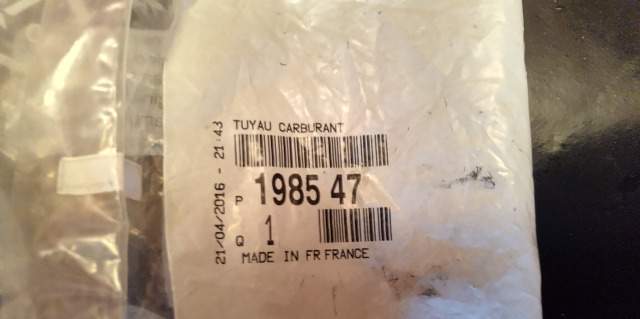 TUYAU CARBURANT
P 1985 47
Q 1
MADE IN FR FRANCE
21/04/2016 - 21:43